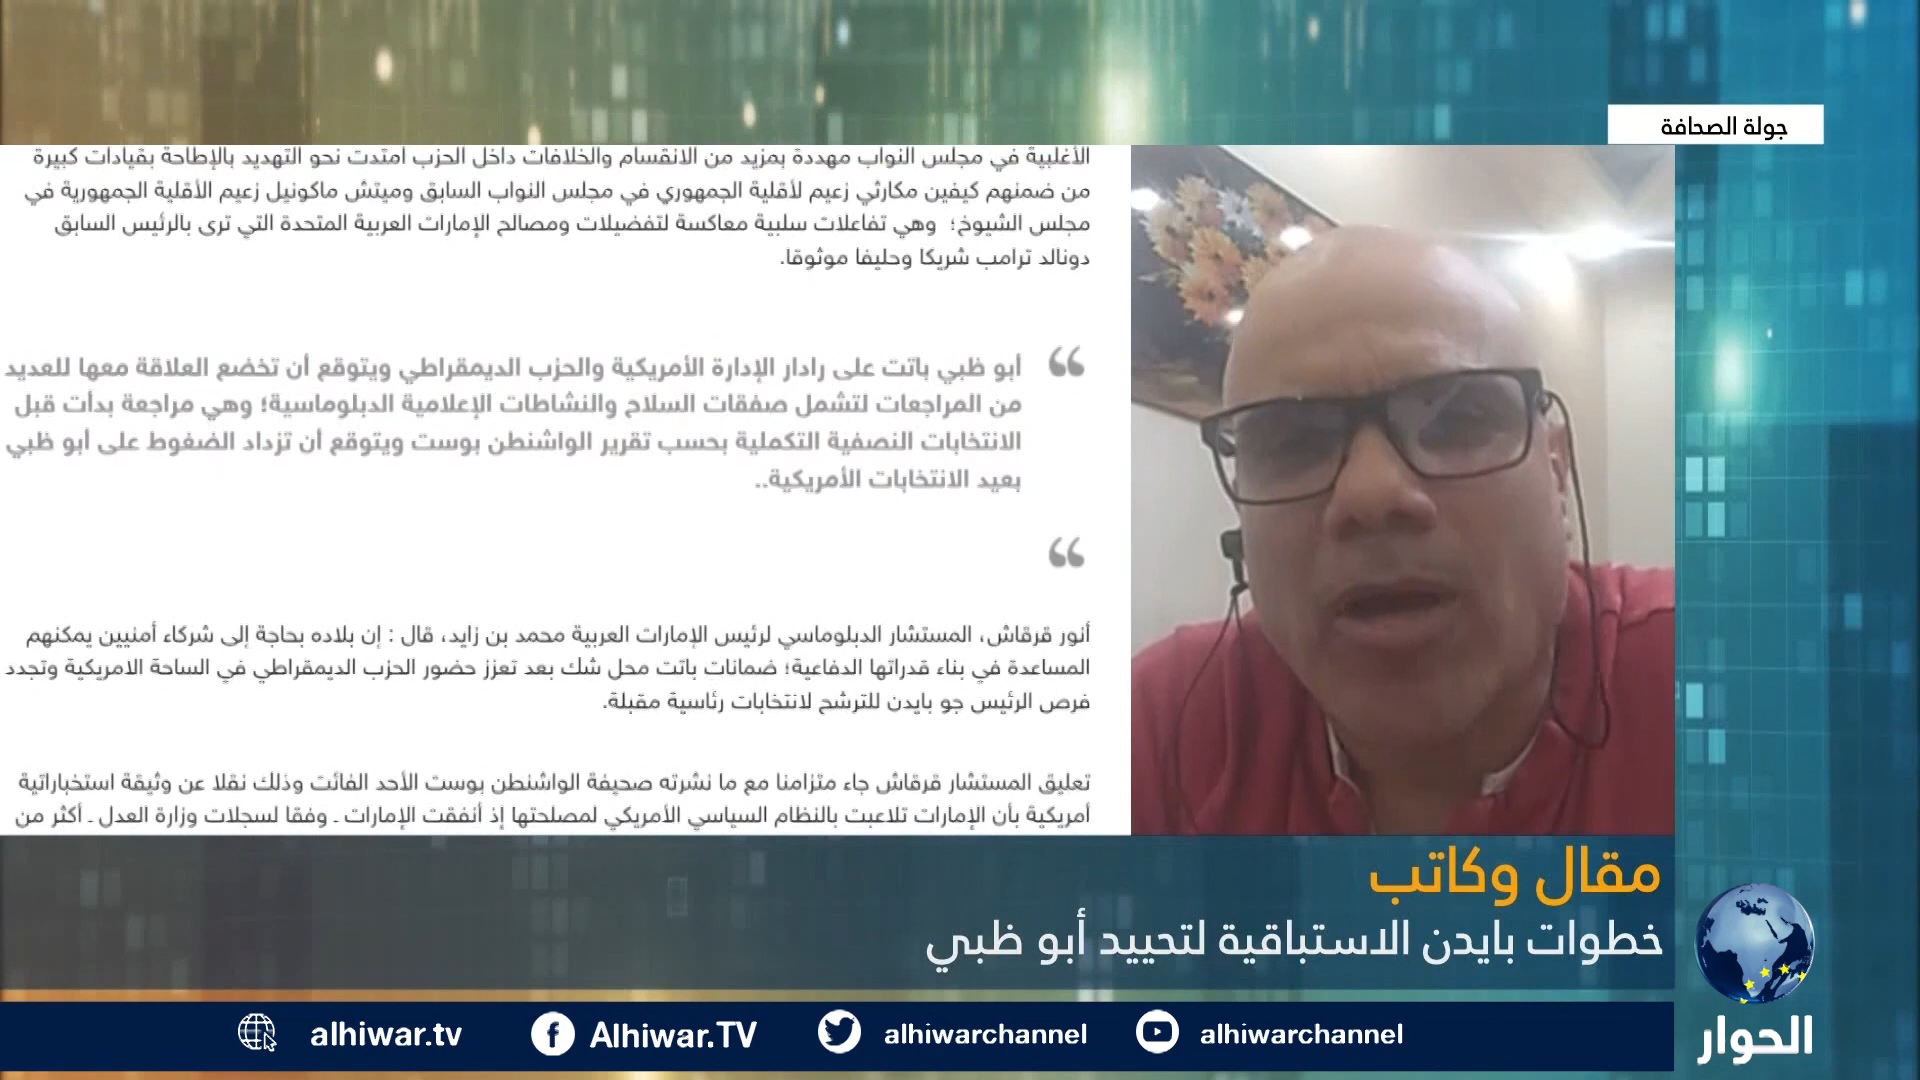 جولة الصحافة
الأغلبية في مجلس النواب مهددة بمزيد من الانقسام والخلافات داخل الحزب امتدت نحو التهديد بالإطاحة بقيادات كبيرة
من ضمنهم كيفين مكارثي زعيم لأقلية الجمهوري في مجلس النواب السابق وميتش ماكونيل زعيم الأقلية الجمهورية في
مجلس الشيوخ؛ وهي تفاعلات سلبية معاكسة لتفضيلات ومصالح الإمارات العربية المتحدة التي ترى بالرئيس السابق
دونالد ترامب شريكا وحليفا موثوقا.
“ أبو ظبي باتت على رادار الإدارة الأمريكية والحزب الديمقراطي ويتوقع أن تخضع العلاقة معها للعديد
من المراجعات لتشمل صفقات السلاح والنشاطات الإعلامية الدبلوماسية؛ وهي مراجعة بدأت قبل
الانتخابات النصفية التكملية بحسب تقرير الواشنطن بوست ويتوقع أن تزداد الضغوط على أبو ظبي
بعيد الانتخابات الأمريكية..
“
أنور قرقاش، المستشار الدبلوماسي لرئيس الإمارات العربية محمد بن زايد، قال : إن بلاده بحاجة إلى شركاء أمنيين يمكنهم
المساعدة في بناء قدراتها الدفاعية؛ ضمانات باتت محل شك بعد تعزز حضور الحزب الديمقراطي في الساحة الامريكية وتجدد
فرص الرئيس جو بايدن للترشح لانتخابات رئاسية مقبلة.
تعليق المستشار قرقاش جاء متزامنا مع ما نشرته صحيفة الواشنطن بوست الأحد الفائت وذلك نقلا عن وثيقة استخباراتية
أمريكية بأن الإمارات تلاعبت بالنظام السياسي الأمريكي لمصلحتها إذ أنفقت الإمارات ـ وفقا لسجلات وزارة العدل ـ أكثر من
مقال وكاتب
خطوات بايدن الاستباقية لتحييد أبو ظبي
alhiwar.tv Alhiwar.TV alhiwarchannel alhiwarchannel
الحوار